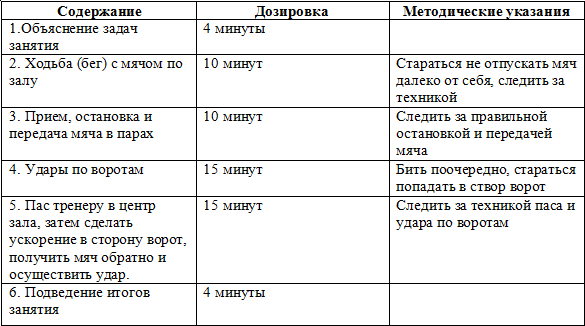 Содержание Дозировка Методические указания
1.Объяснение задач 4 минуты
занятия
2. Ходьба (бег) с мячом по 10 минут Стараться не отпускать мяч
залу далеко от себя, следить за
техникой
3. Прием, остановка и 10 минут Следить за правильной
передача мяча в парах остановкой и передачей
мяча
4. Удары по воротам 15 минут Бить поочередно, стараться
попадать в створ ворот
5. Пас тренеру в центр 15 минут Следить за техникой паса и
зала, затем сделать удара по воротам
ускорение в сторону ворот,
получить мяч обратно и
осуществить удар.
6. Подведение итогов 4 минуты
занятия